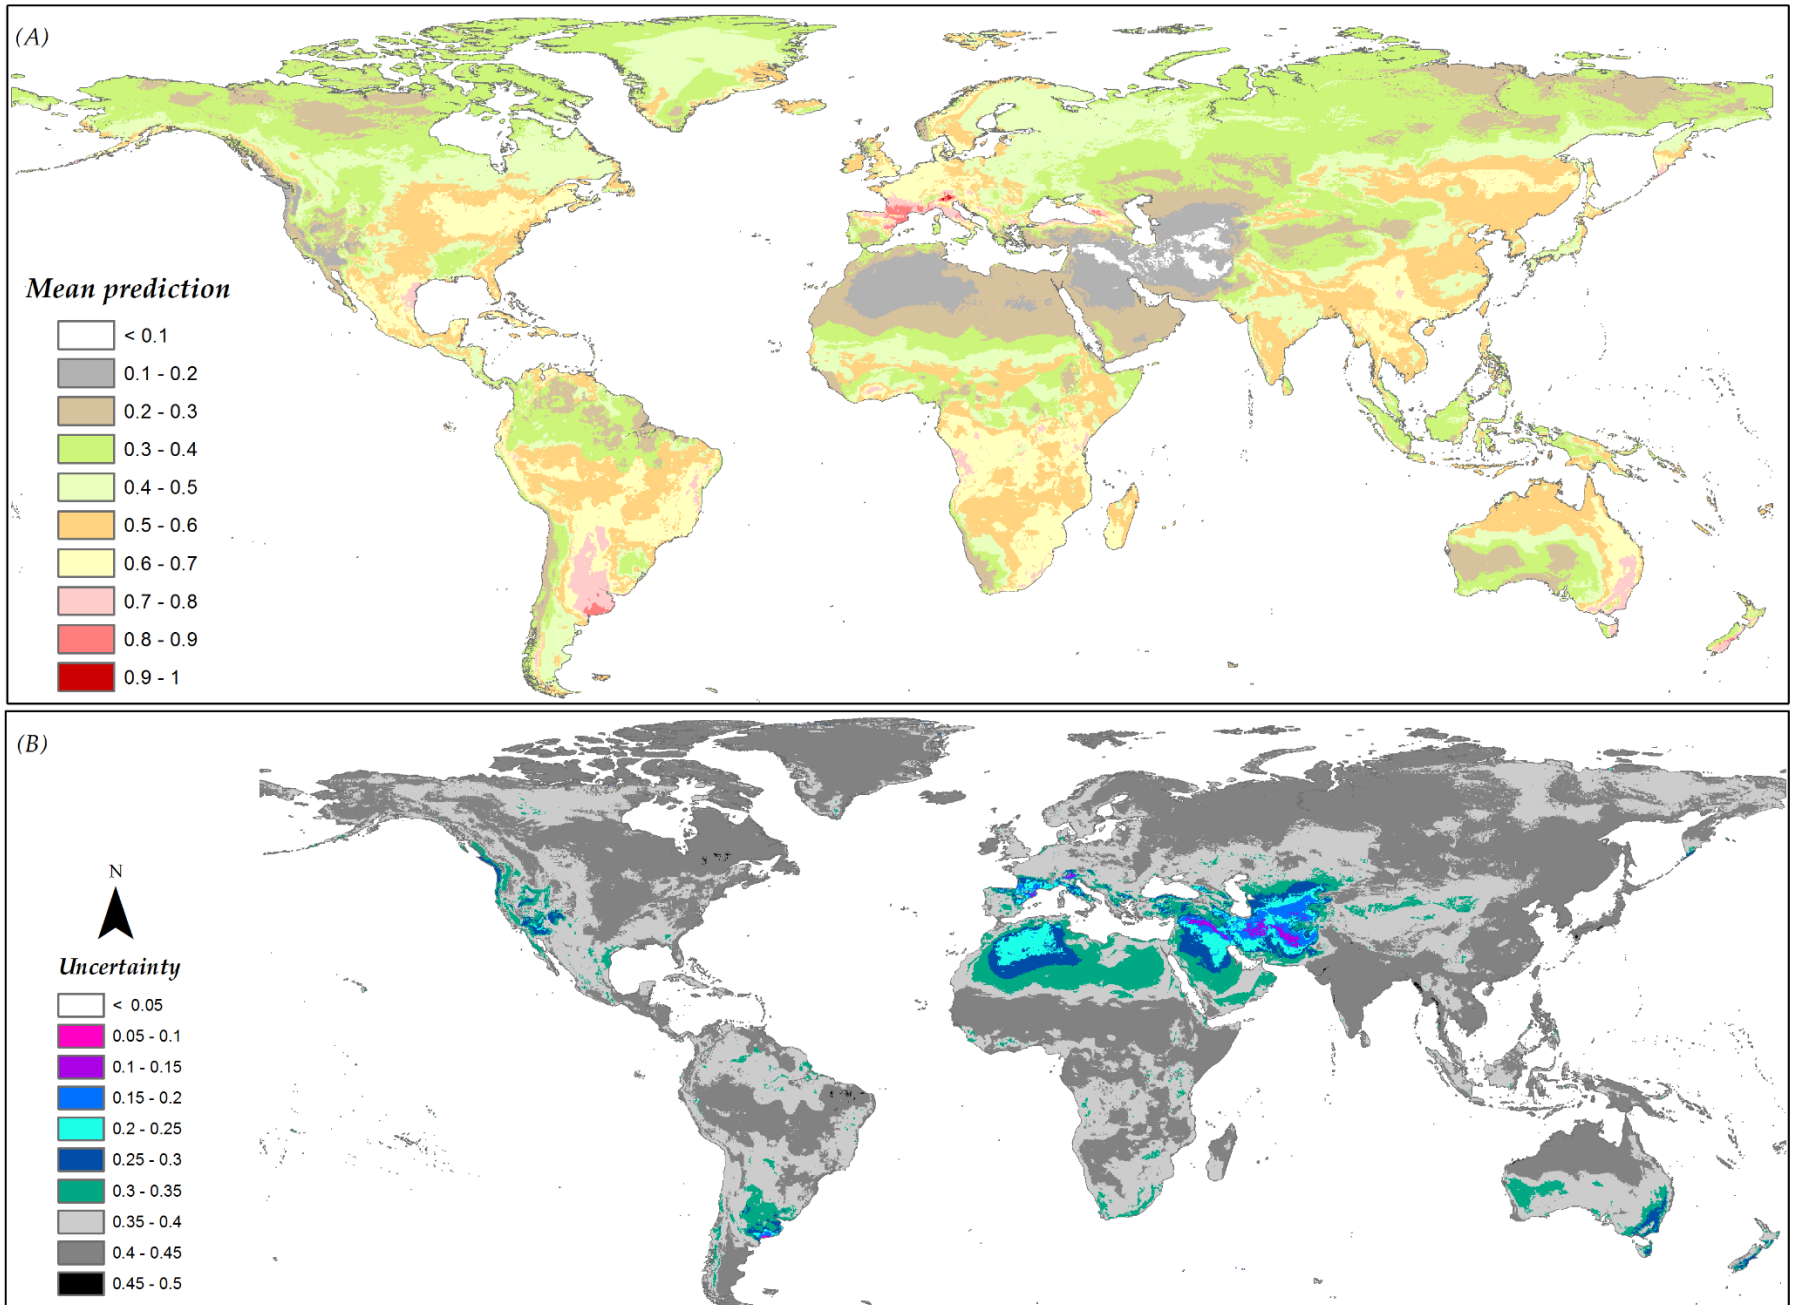 (A)
Mean prediction
< 0.1
0.1 - 0.2
0.2 - 0.3
0.3 - 0.4
0.4 - 0.5
0.5 - 0.6
0.6 - 0.7
0.7 - 0.8
0.8 - 0.9
0.9 - 1
(B)
N
Uncertainty
< 0.05
0.05 - 0.1
0.1 - 0.15
0.15 - 0.2
0.2 - 0.25
0.25 - 0.3
0.3 - 0.35
0.35 - 0.4
0.4 - 0.45
0.45 - 0.5